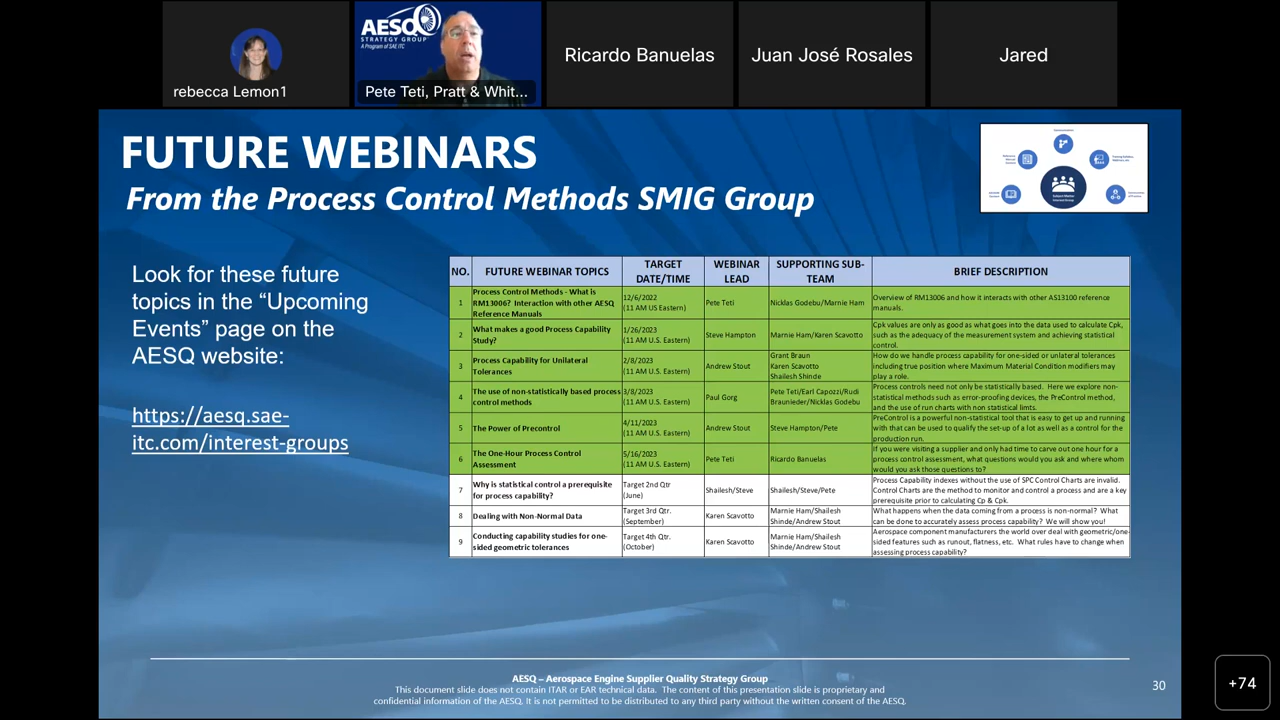 AESQ
STRATEGY GROUP
A Program of SAE ITC
rebecca Lemon1
Pete Teti, Pratt & Whit...
Ricardo Banuelas
Juan José Rosales
Jared
FUTURE WEBINARS
From the Process Control Methods SMIG Group
Look for these future
topics in the “Upcoming
Events” page on the
AESQ website:
https://aesq.sae-
itc.com/interest-groups
NO. FUTURE WEBINAR TOPICS TARGET DATE/TIME WEBINAR LEAD SUPPORTING SUB-TEAM BRIEF DESCRIPTION
1
Process Control Methods - What is
RM13006? Interaction with other AESQ
Reference Manuals
12/6/2022
(11 AM US Eastern)
Pete Teti
Nicklas Godebu/Marnie Ham
Overview of RM13006 and how it interacts with other AS13100 reference
manuals.
2
What makes a good Process Capability
Study?
1/26/2023
(11 AM U.S. Eastern)
Steve Hampton
Marnie Ham/Karen Scavotto
Cpk values are only as good as what goes into the data used to calculate Cpk,
such as the adequacy of the measurement system and achieving statistical
control.
3
Process Capability for Unilateral
Tolerances
2/8/2023
(11 AM U.S. Eastern)
Andrew Stout
Grant Braun
Karen Scavotto
Shailesh Shinde
How do we handle process capability for one-sided or unilateral tolerances
including true position where Maximum Material Condition modifiers may
play a role.
4
The use of non-statistically based process
control methods
3/8/2023
(11 AM U.S. Eastern)
Paul Gorg
Pete Teti/Earl Capozzi/Rudi
Braunieder/Nicklas Godebu
Process controls need not only be statistically based. Here we explore non-
statistical methods such as error-proofing devices, the PreControl method,
and the use of run charts with non statistical limits.
5
The Power of Precontrol
4/11/2023
(11 AM U.S. Eastern)
Andrew Stout
Steve Hampton/Pete
PreControl is a powerful non-statistical tool that is easy to get up and running
with that can be used to qualify the set-up of a lot as well as a control for the
production run.
6
The One-Hour Process Control
Assessment
5/16/2023
(11 AM U.S. Eastern)
Pete Teti
Ricardo Banuelas
If you were visiting a supplier and only had time to carve out one hour for a
process control assessment, what questions would you ask and where whom
would you ask those questions to?
7
Why is statistical control a prerequisite
for process capability?
Target 2nd Qtr
(June)
Shailesh/Steve
Shailesh/Steve/Pete
Process Capability indexes without the use of SPC Control Charts are invalid.
Control Charts are the method to monitor and control a process and are a key
prerequisite prior to calculating Cp & Cpk.
8
Dealing with Non-Normal Data
Target 3rd Qtr.
(September)
Karen Scavotto
Marnie Ham/Shailesh
Shinde/Andrew Stout
What happens when the data coming from a process is non-normal? What
can be done to accurately assess process capability? We will show you!
9
Conducting capability studies for one-
sided geometric tolerances
Target 4th Qtr.
(October)
Karen Scavotto
Marnie Ham/Shailesh
Shinde/Andrew Stout
Aerospace component manufacturers the world over deal with geometric/one-
sided features such as runout, flatness, etc. What rules have to change when
assessing process capability?
AESQ – Aerospace Engine Supplier Quality Strategy Group
This document slide does not contain ITAR or EAR technical data. The content of this presentation slide is proprietary and
confidential information of the AESQ. It is not permitted to be distributed to any third party without the written consent of the AESQ.
30
+74